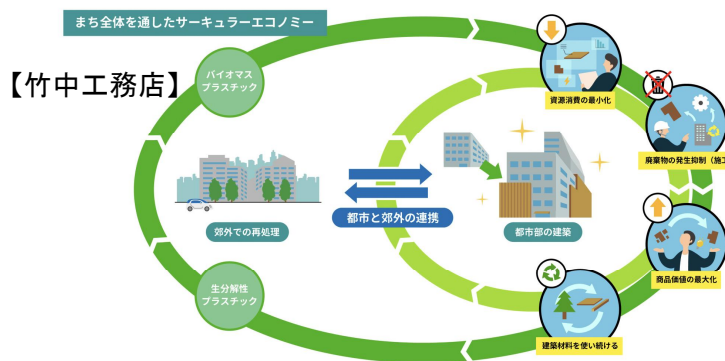 まち全体を通したサーキュラーエコノミー
【竹中工務店】
バイオマス
プラスチック
資源消費の最小化
廃棄物の発生抑制（施工
都市と郊外の連携
郊外での再処理
都市部の建築
商品価値の最大化
生分解性
プラスチック
建築材料を使い続ける